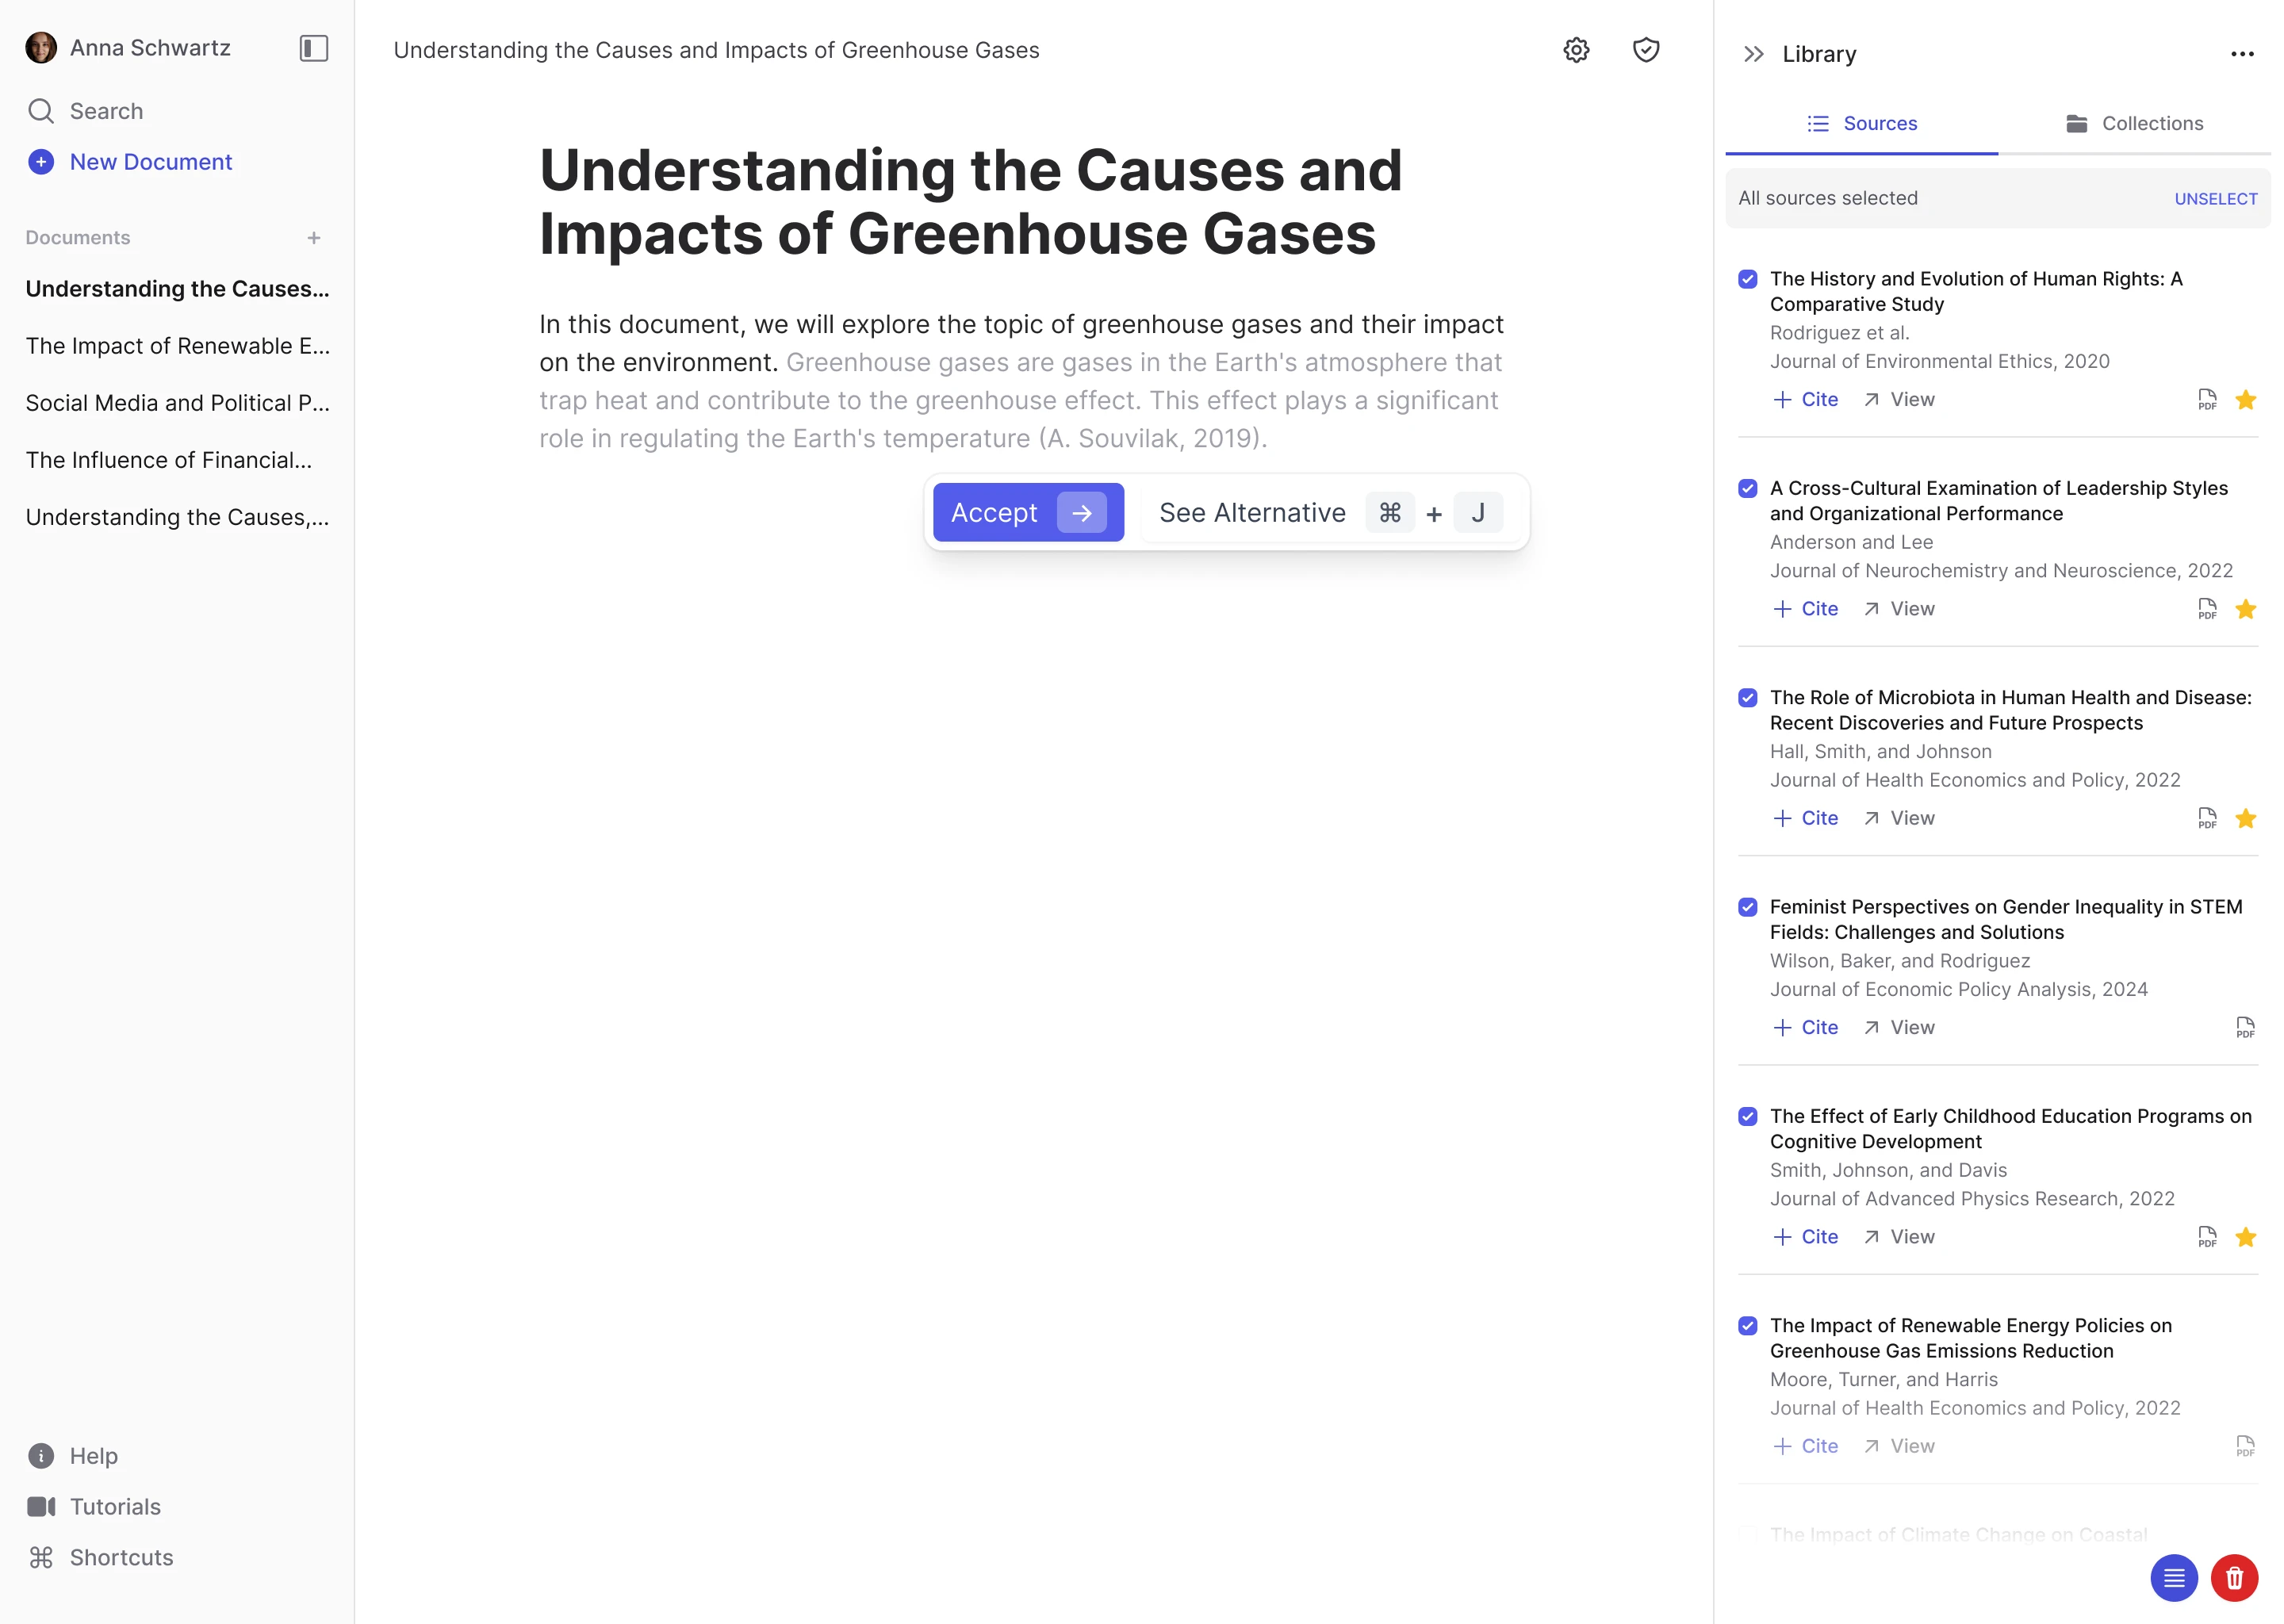 Anna Schwartz
Search
New Document
Documents
Understanding the Causes...
The Impact of Renewable E...
Social Media and Political P...
The Influence of Financial...
Understanding the Causes,...
Help
Tutorials
Shortcuts
Understanding the Causes and Impacts of Greenhouse Gases
Understanding the Causes and
Impacts of Greenhouse Gases
In this document, we will explore the topic of greenhouse gases and their impact
on the environment. Greenhouse gases are gases in the Earth's atmosphere that
trap heat and contribute to the greenhouse effect. This effect plays a significant
role in regulating the Earth's temperature (A. Souvilak, 2019).
Accept → See Alternative ⌘ + J
Library
Sources Collections
All sources selected UNSELECT
The History and Evolution of Human Rights: A
Comparative Study
Rodriguez et al.
Journal of Environmental Ethics, 2020
Cite View PDF
A Cross-Cultural Examination of Leadership Styles
and Organizational Performance
Anderson and Lee
Journal of Neurochemistry and Neuroscience, 2022
Cite View PDF
The Role of Microbiota in Human Health and Disease:
Recent Discoveries and Future Prospects
Hall, Smith, and Johnson
Journal of Health Economics and Policy, 2022
Cite View PDF
Feminist Perspectives on Gender Inequality in STEM
Fields: Challenges and Solutions
Wilson, Baker, and Rodriguez
Journal of Economic Policy Analysis, 2024
Cite View PDF
The Effect of Early Childhood Education Programs on
Cognitive Development
Smith, Johnson, and Davis
Journal of Advanced Physics Research, 2022
Cite View PDF
The Impact of Renewable Energy Policies on
Greenhouse Gas Emissions Reduction
Moore, Turner, and Harris
Journal of Health Economics and Policy, 2022
Cite View PDF
The Impact of Climate Change on Coastal